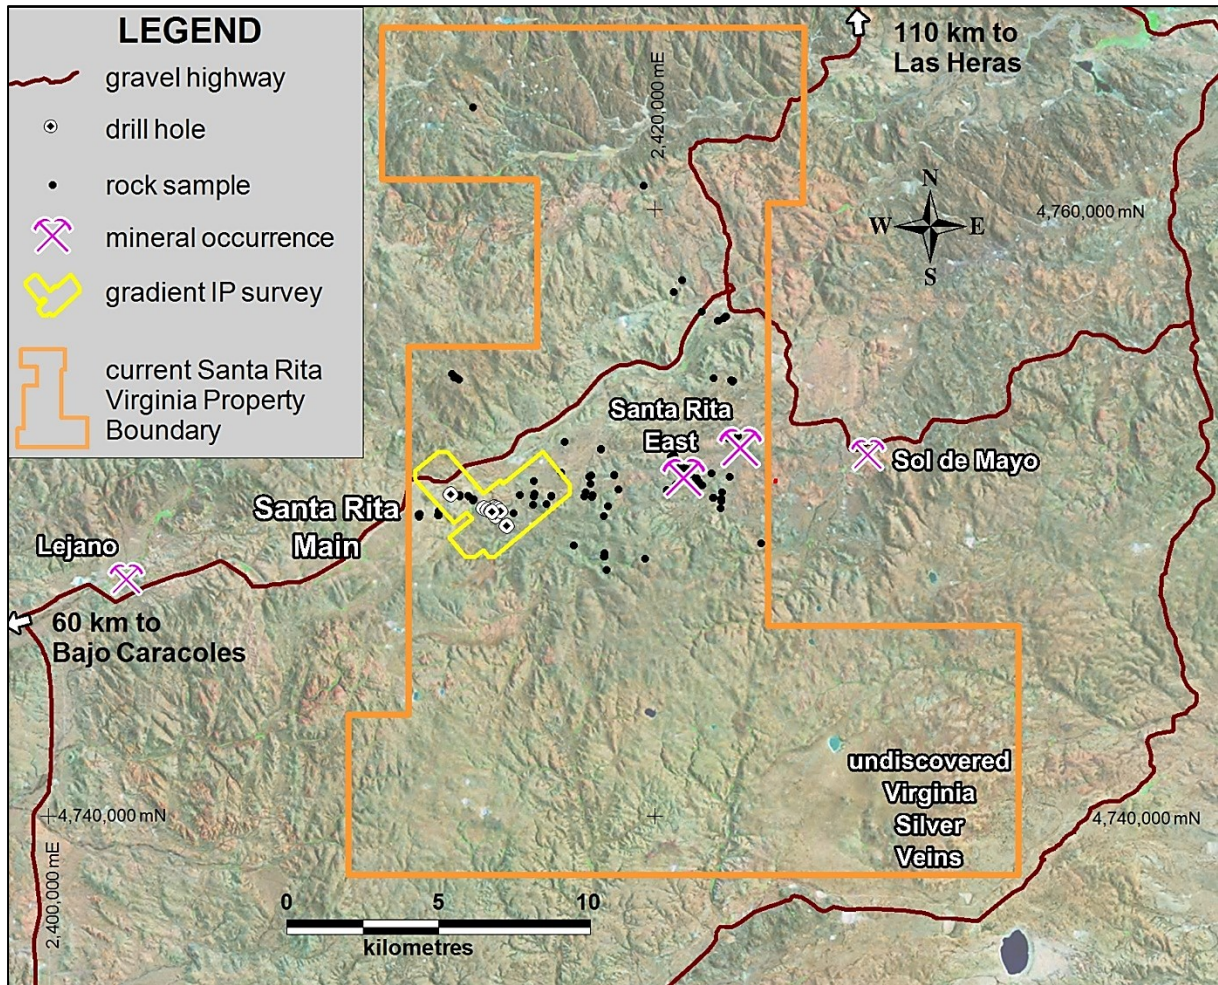 LEGEND
gravel highway
drill hole
rock sample
mineral occurrence
gradient IP survey
current Santa Rita
Virginia Property
Boundary
110 km to
Las Heras
2,420,000 mE
N
W
E
S
4,760,000 mN
Santa Rita
East
Sol de Mayo
Santa Rita
Main
Lejano
60 km to
Bajo Caracoles
undiscovered
Virginia
Silver
Veins
4,740,000 mN
4,740,000 mN
2,400,000 mE
0 5 10
kilometres